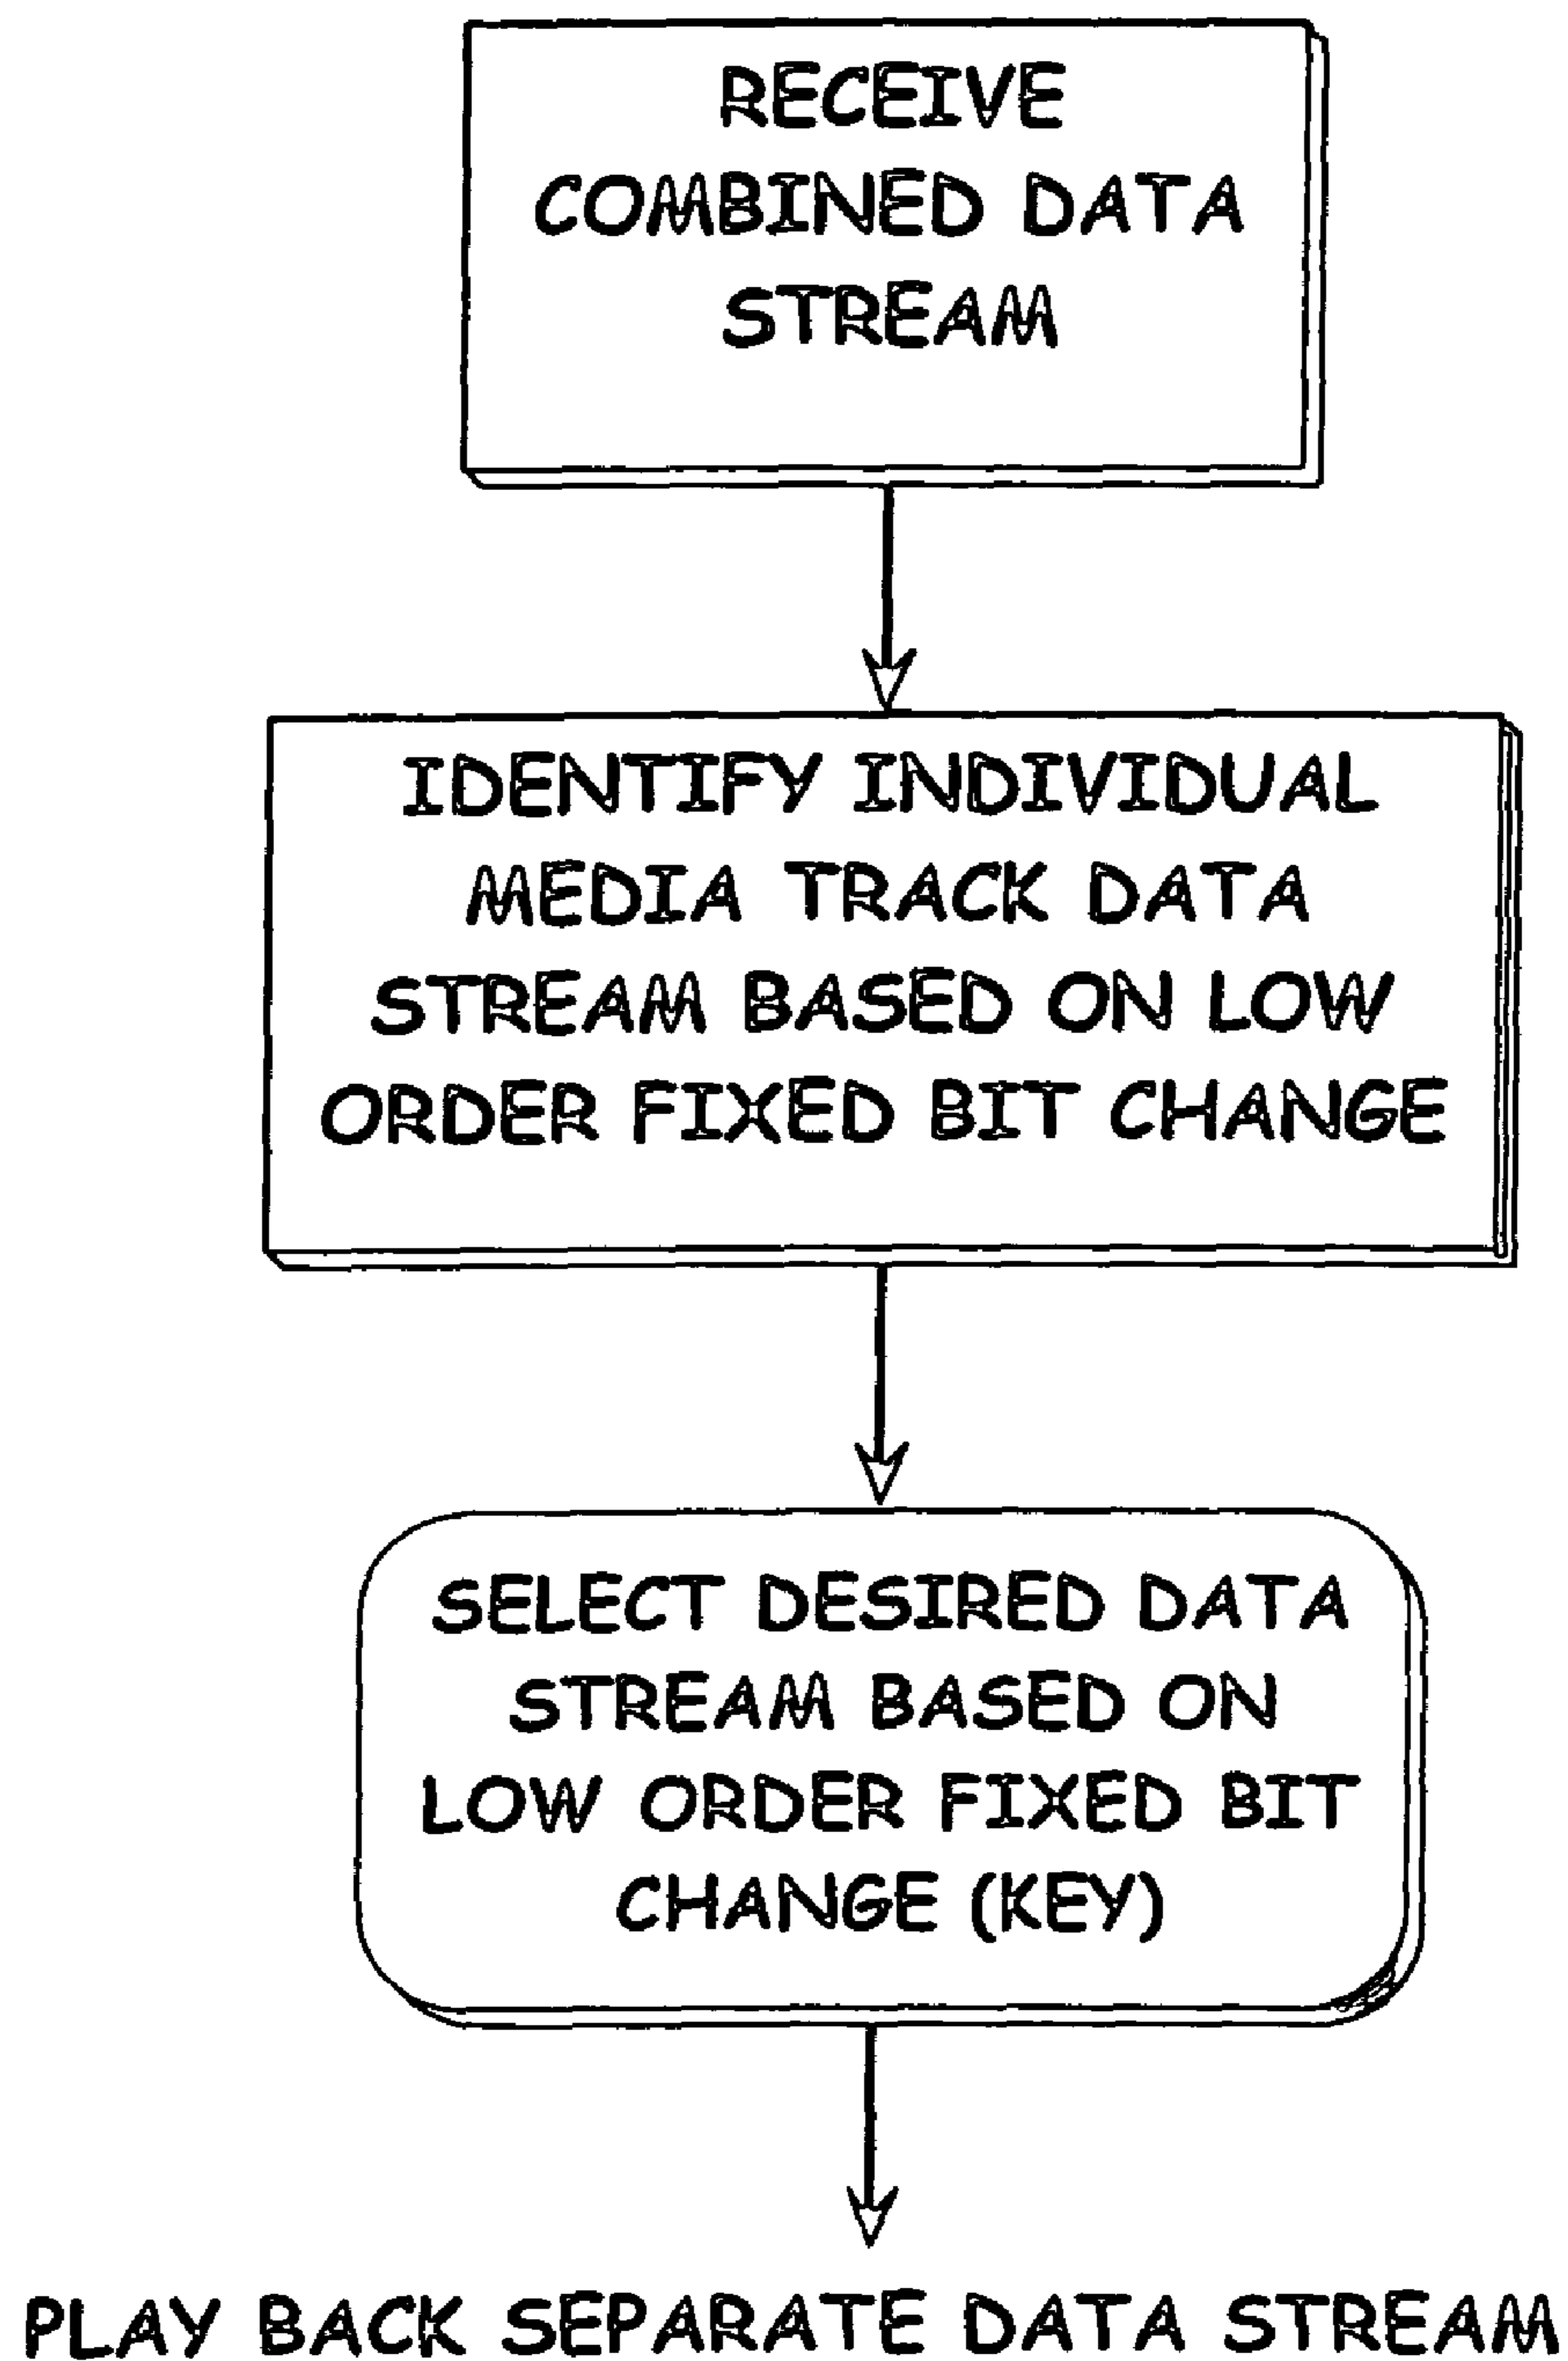 RECEIVE
COMBINED DATA
STREAM
IDENTIFY INDIVIDUAL
MEDIA TRACK DATA
STREAM BASED ON LOW
ORDER FIXED BIT CHANGE
SELECT DESIRED DATA
STREAM BASED ON
LOW ORDER FIXED BIT
CHANGE (KEY)
PLAY BACK SEPARATE DATA STREAM